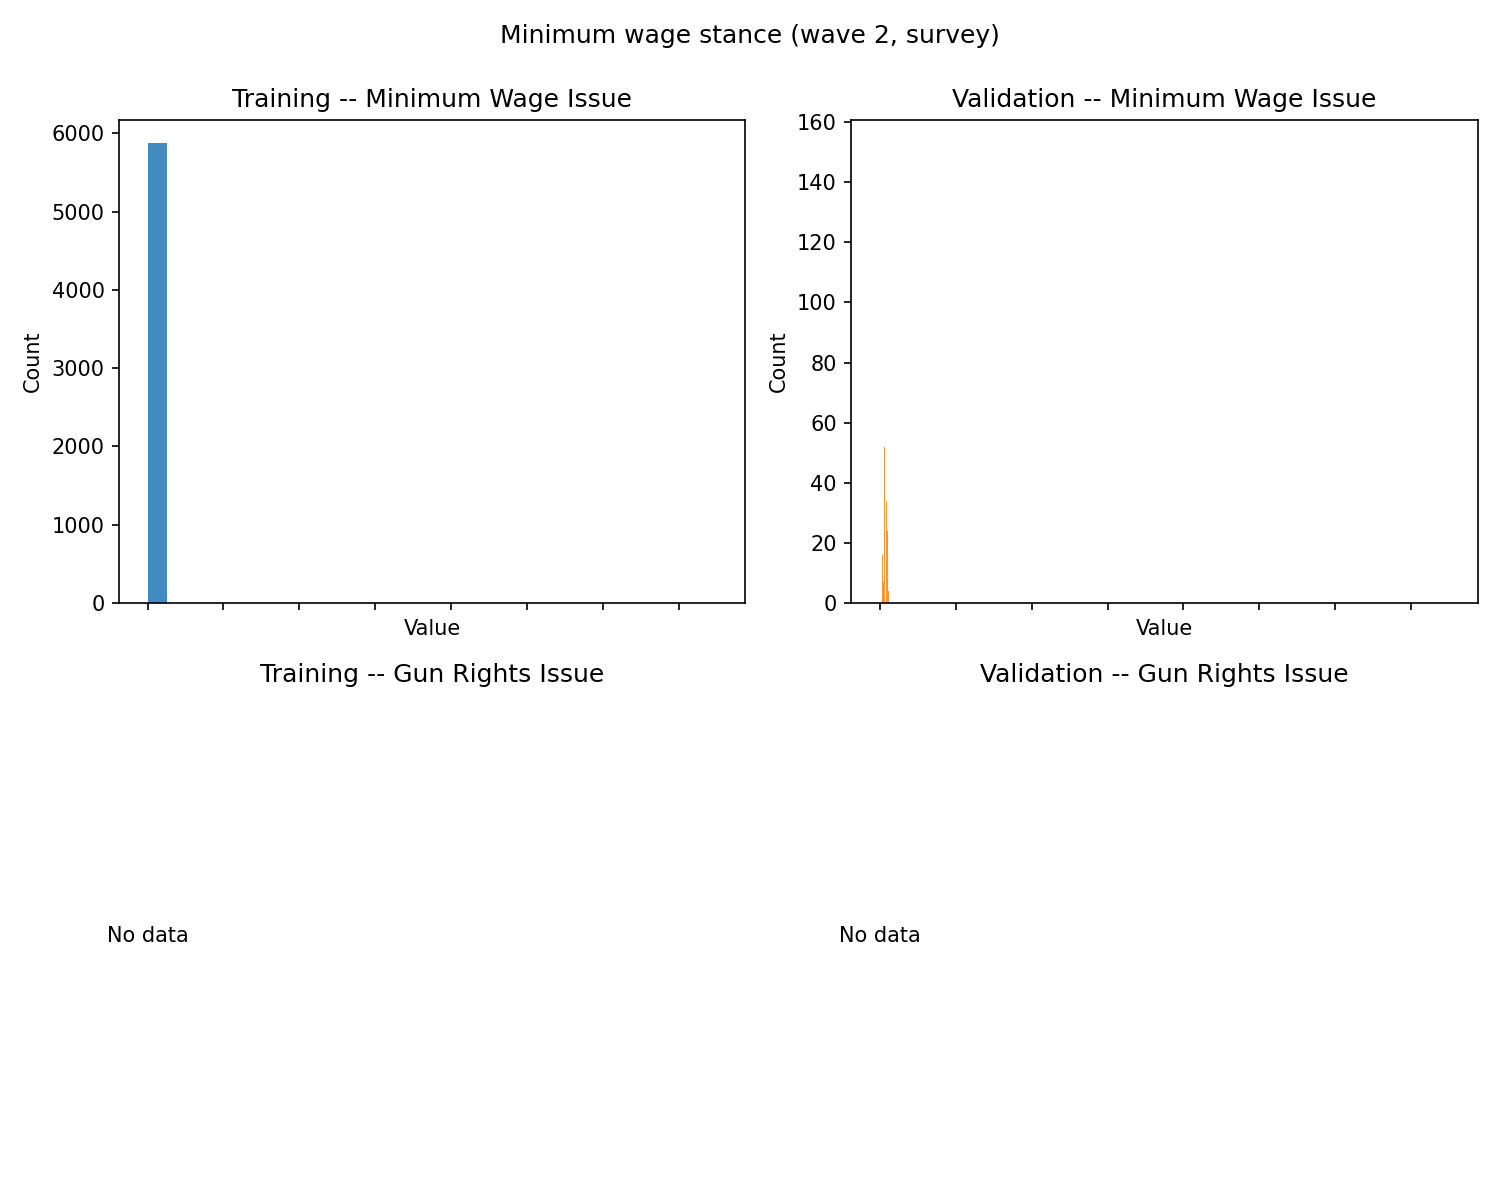 Minimum wage stance (wave 2, survey)
Training -- Minimum Wage Issue
6000
5000
4000
3000
2000
1000
0
Count
Value
Validation -- Minimum Wage Issue
160
140
120
100
80
60
40
20
0
Count
Value
Training -- Gun Rights Issue
No data
Validation -- Gun Rights Issue
No data